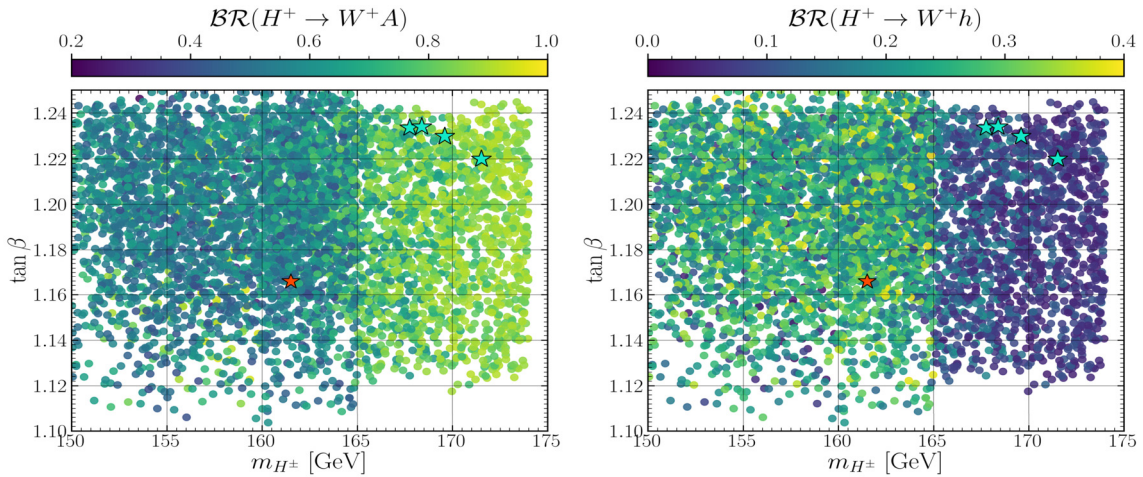 BR(H⁺ → W⁺A)
0.2 0.4 0.6 0.8 1.0
tan β
1.24
1.22
1.20
1.18
1.16
1.14
1.12
1.10
150 155 160 165 170 175
m_{H^±} [GeV]
BR(H⁺ → W⁺h)
0.0 0.1 0.2 0.3 0.4
tan β
1.24
1.22
1.20
1.18
1.16
1.14
1.12
1.10
150 155 160 165 170 175
m_{H^±} [GeV]